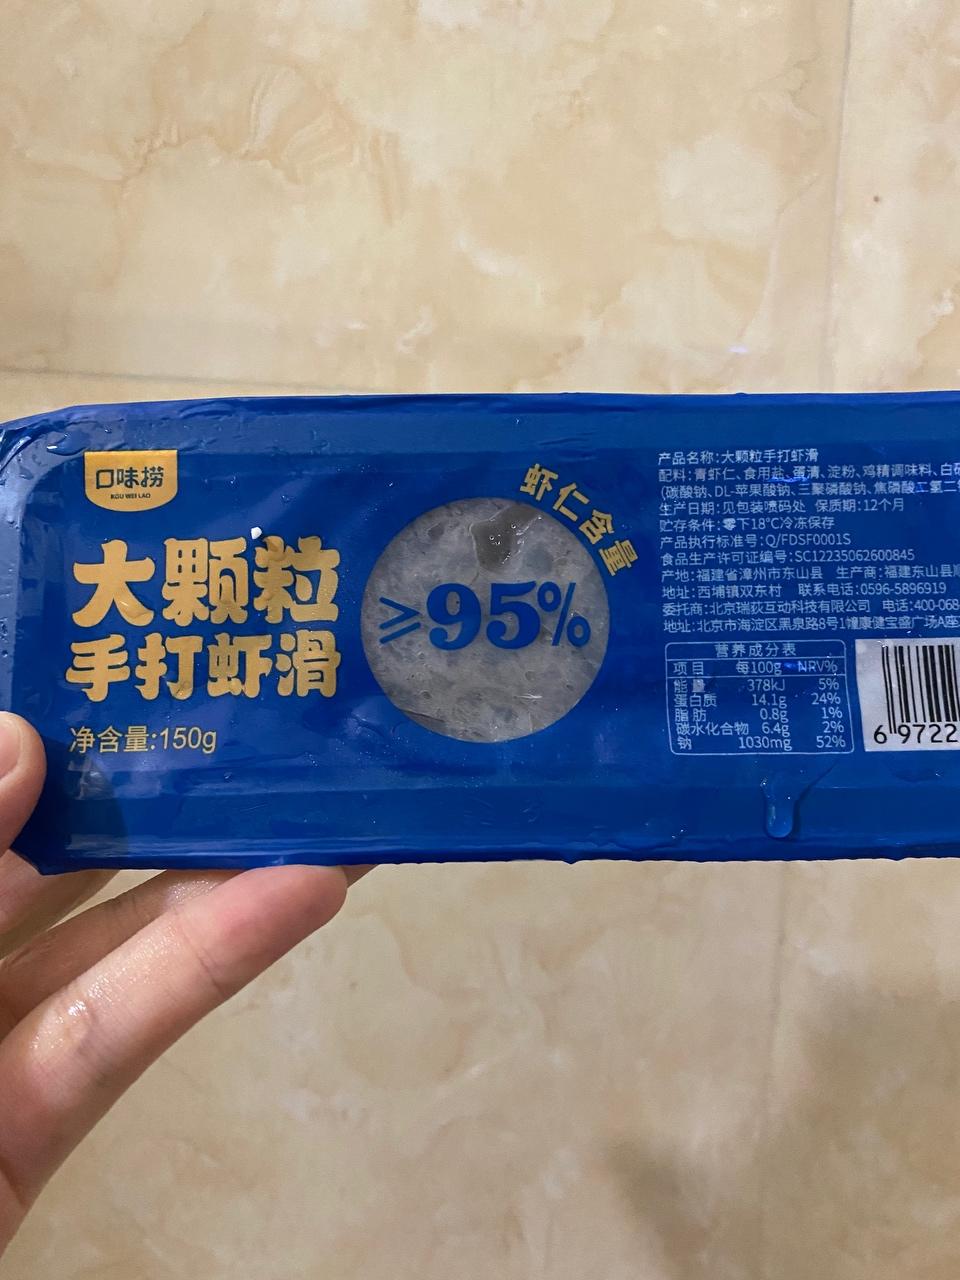 口味捞
KOU WEI LAO
大颗粒
手打虾滑
净含量:150g
虾仁含量
≥95%
产品名称:大颗粒手打虾滑
配料:青虾仁、食用盐、蛋清、淀粉、鸡精调味料、白
(碳酸钠、DL-苹果酸钠、三聚磷酸钠、焦磷酸二氢二
生产日期:见包装喷码处 保质期:12个月
贮存条件:零下18°C冷冻保存
产品执行标准号:Q/FDSF0001S
食品生产许可证编号:SC12235062600845
产地:福建省漳州市东山县 生产商:福建东山县
地址:西埔镇双东村 联系电话:0596-5896919
委托商:北京瑞荻互动科技有限公司 电话:400-068
地址:北京市海淀区黑泉路8号1幢康健宝盛广场A座
营养成分表
项目 每100g NRV%
能量 378kJ 5%
蛋白质 14.1g 24%
脂肪 0.8g 1%
碳水化合物 6.4g 2%
钠 1030mg 52%
6 9722